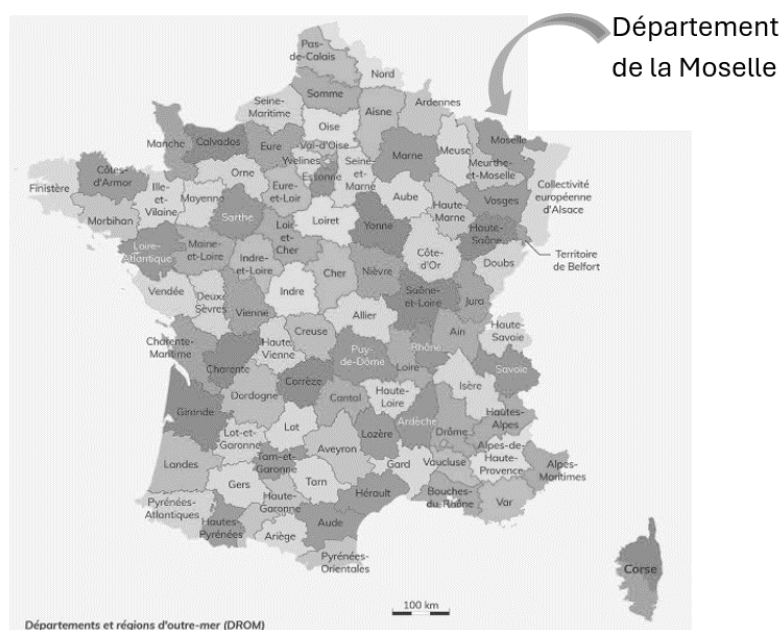 Département
de la Moselle
Pas-
de-Calais
Nord
Somme
Seine-
Maritime
Aisne
Ardennes
Oise
Manche
Calvados
Eure
Val-d'Oise
Yvelines
Essonne
Seine-
et-
Marne
Marne
Meuse
Moselle
Meurthe-
et-Moselle
Collectivité
européenne
d'Alsace
Finistère
Côtes-
d'Armor
Ille-
et-
Vilaine
Morbihan
Mayenne
Orne
Eure-
et-Loir
Sarthe
Loiret
Loir-
et-
Cher
Yonne
Aube
Haute-
Marne
Vosges
Haute-
Saône
Territoire
de Belfort
Loire-
Atlantique
Maine-
et-Loire
Indre-
et-Loire
Cher
Nièvre
Côte-
d'Or
Doubs
Vendée
Deux-
Sèvres
Vienne
Indre
Allier
Saône-
et-Loire
Jura
Charente-
Maritime
Charente
Haute-
Vienne
Creuse
Puy-
de-Dôme
Loire
Rhône
Ain
Haute-
Savoie
Savoie
Gironde
Dordogne
Corrèze
Cantal
Haute-
Loire
Isère
Ardèche
Drôme
Hautes-
Alpes
Lot-et-
Garonne
Lot
Aveyron
Lozère
Gard
Vaucluse
Alpes-de-
Haute-
Provence
Alpes-
Maritimes
Landes
Tarn-et-
Garonne
Gers
Tarn
Hérault
Bouches-
du-Rhône
Var
Pyrénées-
Atlantiques
Hautes-
Pyrénées
Haute-
Garonne
Ariège
Aude
Pyrénées-
Orientales
Corse
100 km
Départements et régions d'outre-mer (DROM)